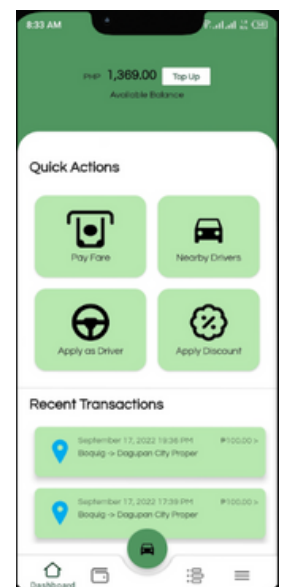 8:33 AM
PHP 1,369.00 Top Up
Available Balance
Quick Actions
Pay Fare
Nearby Drivers
Apply as Driver
Apply Discount
Recent Transactions
September 17, 2022 19:36 PM ₱100.00 >
Boquig -> Dagupan City Proper
September 17, 2022 17:39 PM ₱100.00 >
Boquig -> Dagupan City Proper
Dashboard